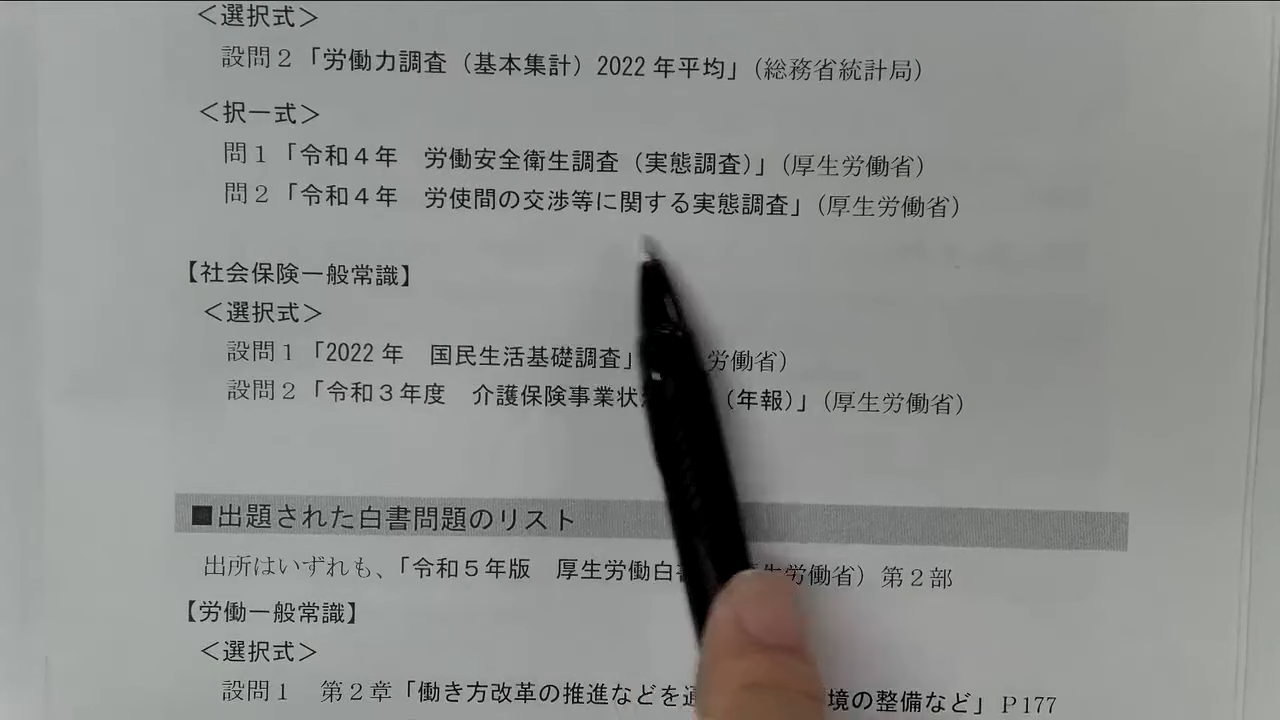 ＜選択式＞
設問２「労働力調査（基本集計）2022年平均」（総務省統計局）
＜択一式＞
問１「令和４年　労働安全衛生調査（実態調査）」（厚生労働省）
問２「令和４年　労使間の交渉等に関する実態調査」（厚生労働省）
【社会保険一般常識】
＜選択式＞
設問１「2022年　国民生活基礎調査」 労働省）
設問２「令和３年度　介護保険事業状 （年報）」（厚生労働省）
■出題された白書問題のリスト
出所はいずれも、「令和５年版　厚生労働白 労働省）第２部
【労働一般常識】
＜選択式＞
設問１　第２章「働き方改革の推進などを 境の整備など」Ｐ177